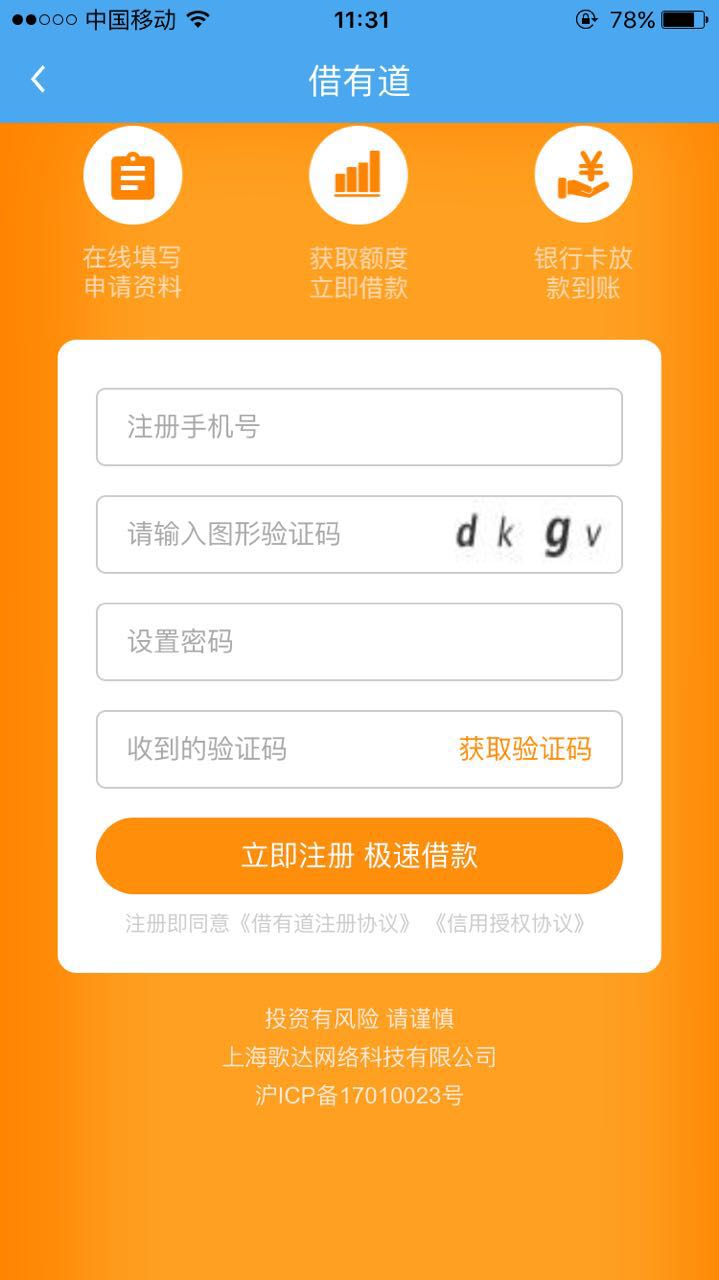 中国移动 11:31 78%
借有道
在线填写
申请资料
获取额度
立即借款
¥
银行卡放
款到账
注册手机号
请输入图形验证码 d k g v
设置密码
收到的验证码 获取验证码
立即注册 极速借款
注册即同意《借有道注册协议》 《信用授权协议》
投资有风险 请谨慎
上海歌达网络科技有限公司
沪ICP备17010023号